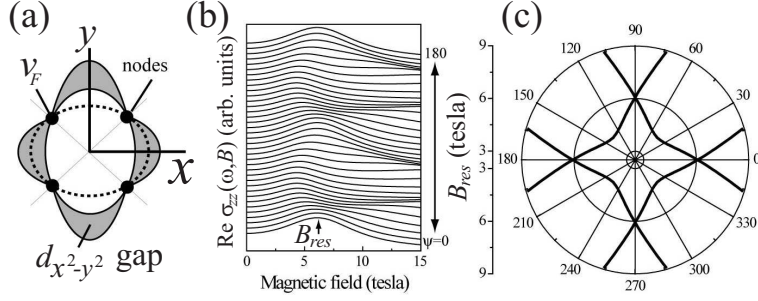 (a)
y
v_F
nodes
x
d_{x²-y²} gap
(b)
Re σ_zz(ω,B) (arb. units)
180
B_res
ψ=0
0 5 10 15
Magnetic field (tesla)
(c)
B_res (tesla)
9
6
3
3
6
9
90
120
60
150
30
180
0
210
330
240
300
270